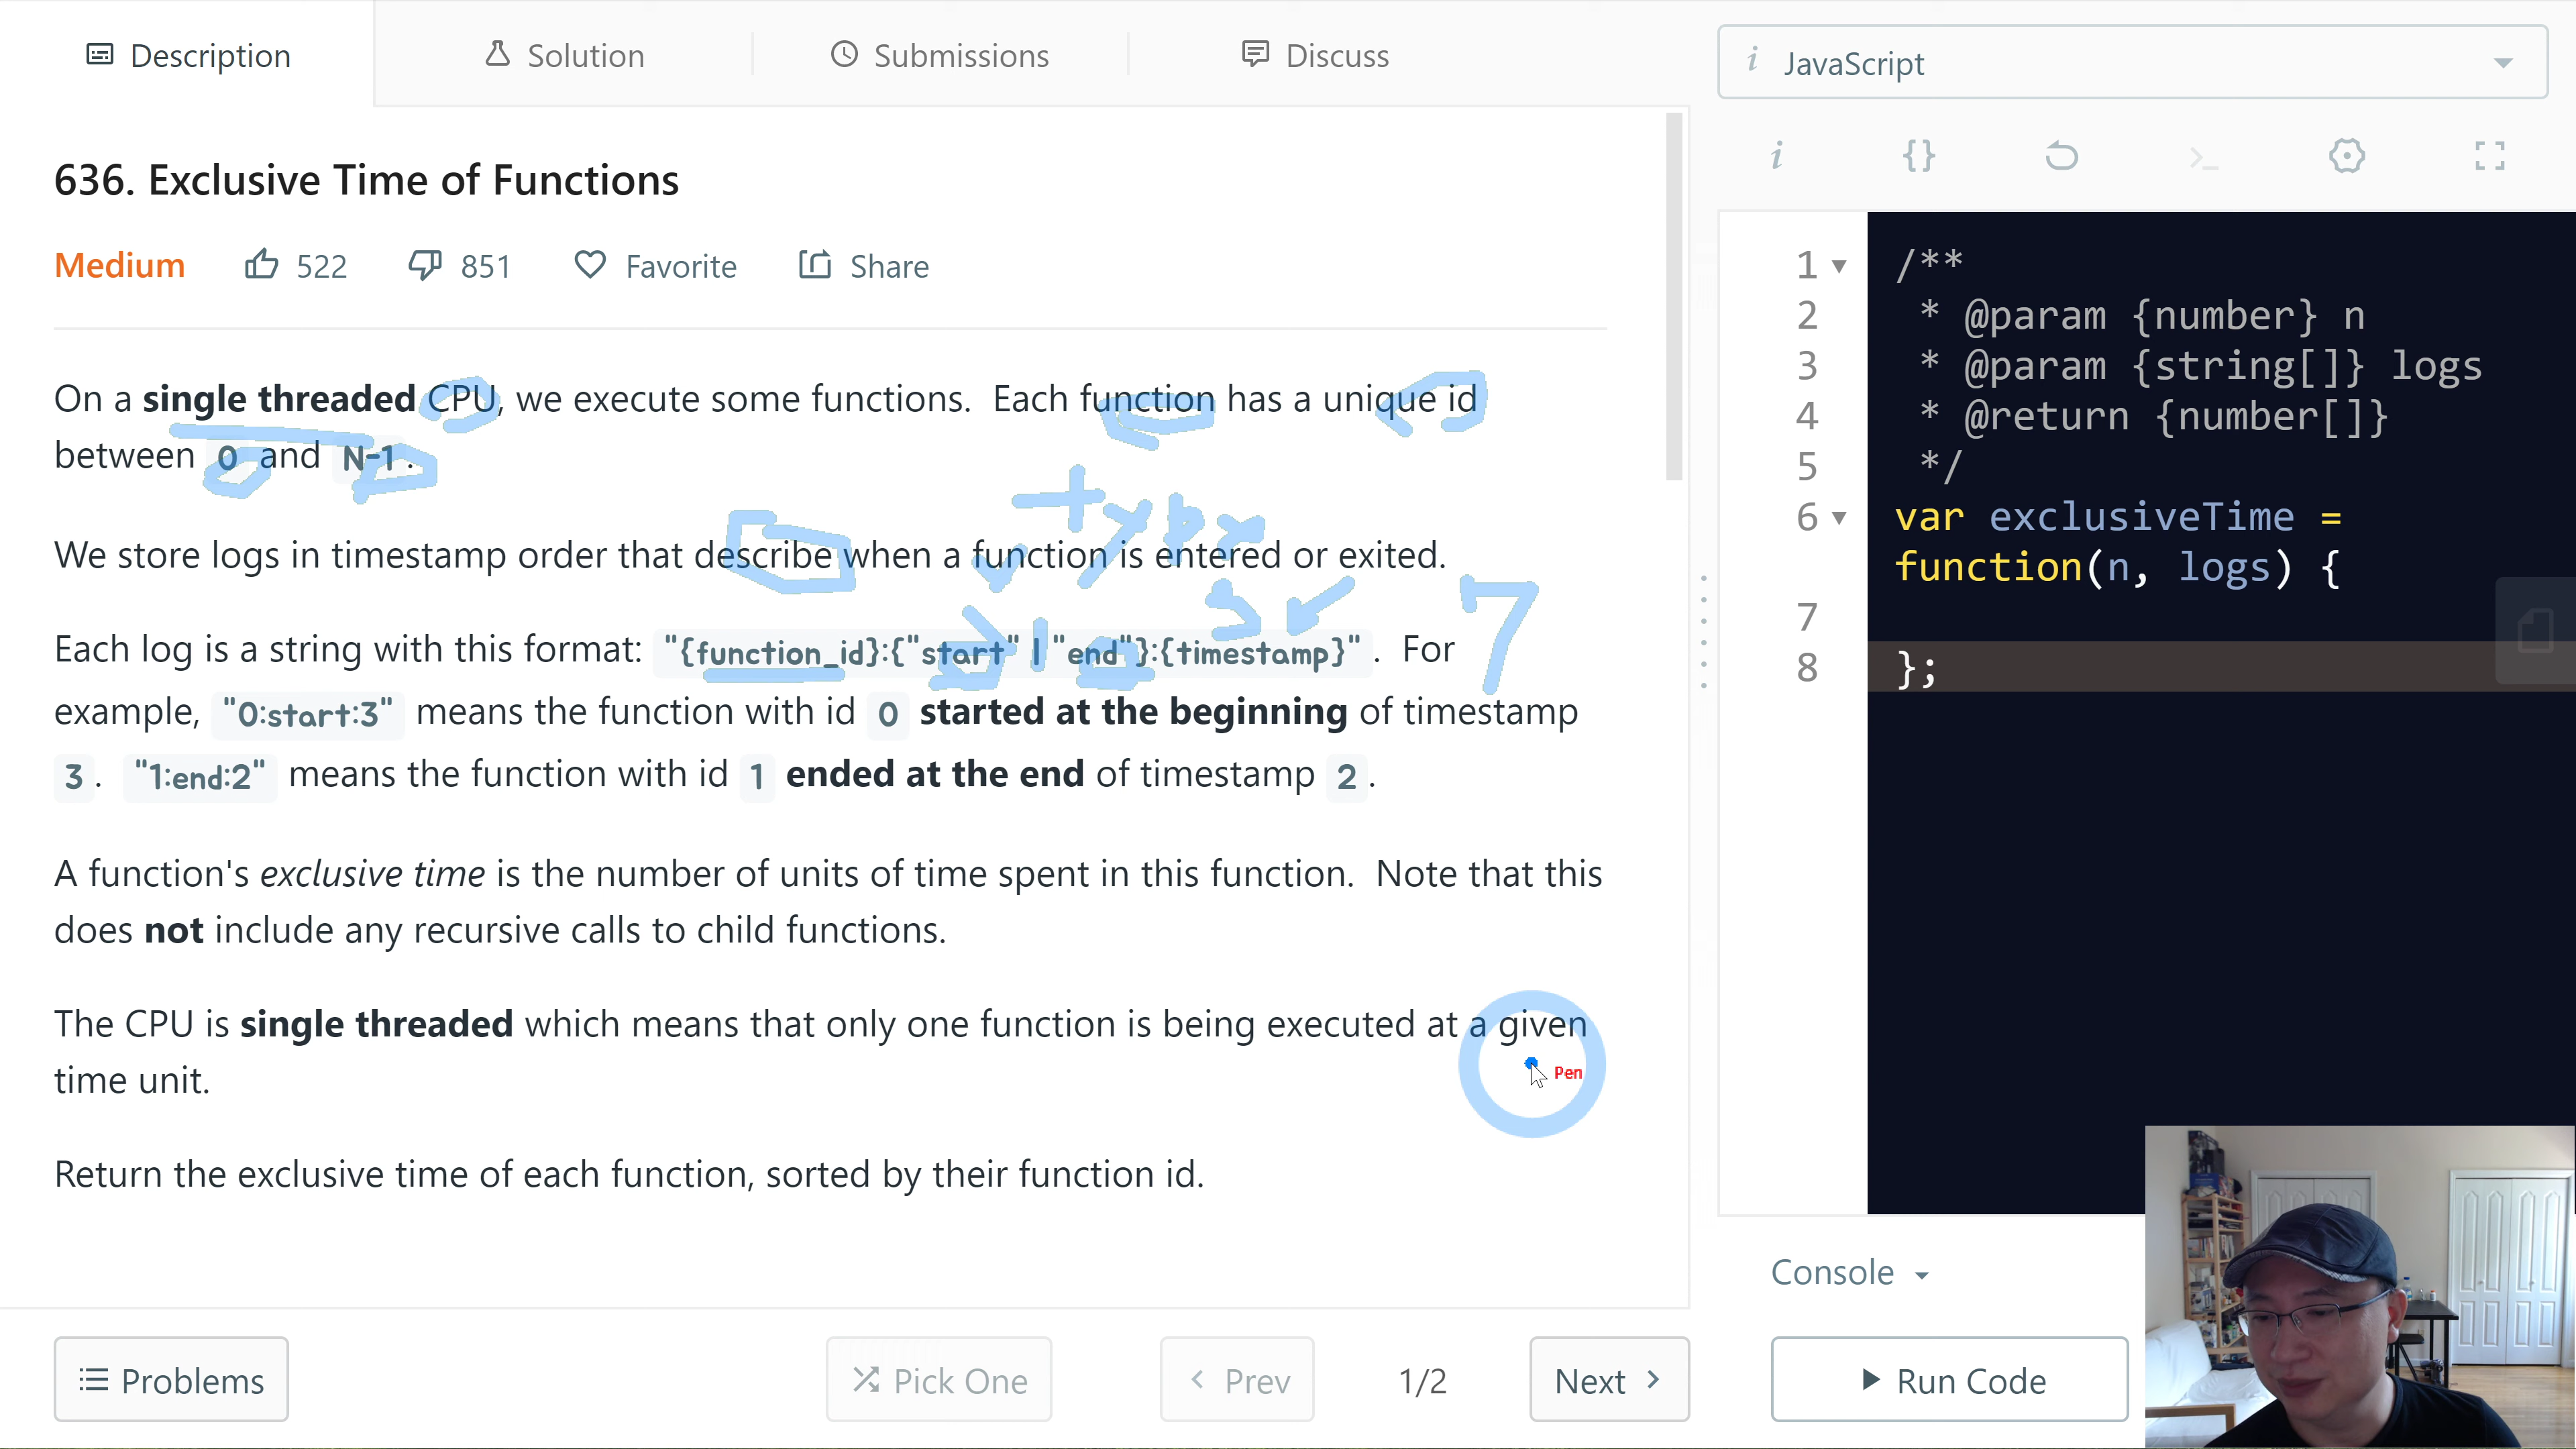 Description
Solution
Submissions
Discuss
i JavaScript
636. Exclusive Time of Functions
Medium 522 851 Favorite Share
On a single threaded CPU, we execute some functions. Each function has a unique id
between 0 and N-1.
We store logs in timestamp order that describe when a function is entered or exited.
Each log is a string with this format: "{function_id}:{"start" | "end"}:{timestamp}". For
7
example, "0:start:3" means the function with id 0 started at the beginning of timestamp
3. "1:end:2" means the function with id 1 ended at the end of timestamp 2.
A function's exclusive time is the number of units of time spent in this function. Note that this
does not include any recursive calls to child functions.
The CPU is single threaded which means that only one function is being executed at a given
time unit.
Pen
Return the exclusive time of each function, sorted by their function id.
Problems
Pick One
Prev
1/2
Next
i {} >_
1 /**
2 * @param {number} n
3 * @param {string[]} logs
4 * @return {number[]}
5 */
6 var exclusiveTime =
function(n, logs) {
7
8 };
Console
Run Code